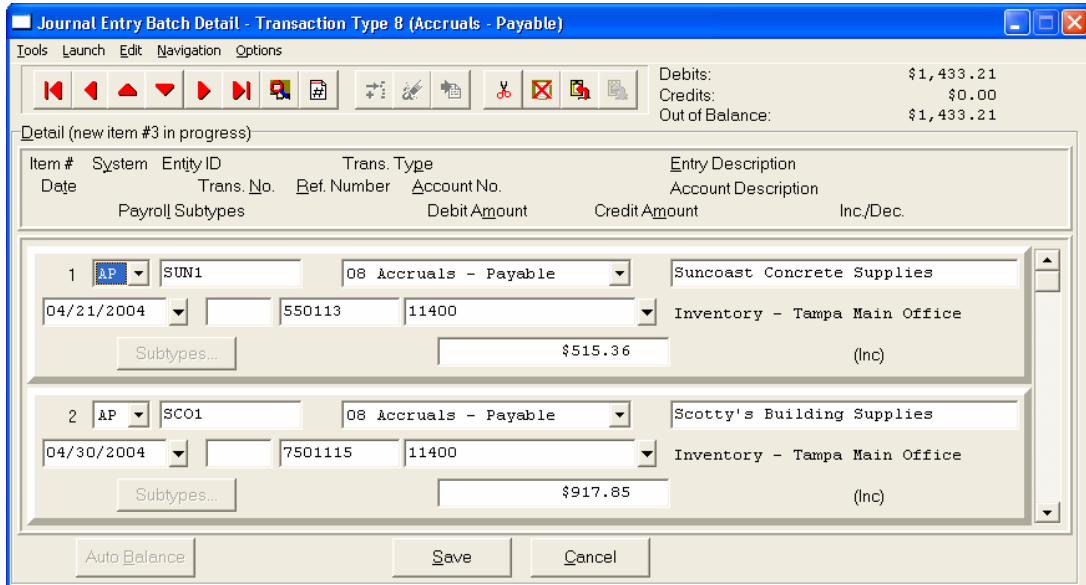 Journal Entry Batch Detail - Transaction Type 8 (Accruals - Payable)
Tools Launch Edit Navigation Options
Debits: $1,433.21
Credits: $0.00
Out of Balance: $1,433.21
Detail (new item #3 in progress)
Item # System Entity ID Trans. Type Entry Description
Date Trans. No. Ref. Number Account No. Account Description
Payroll Subtypes Debit Amount Credit Amount Inc./Dec.
1 AP SUN1 08 Accruals - Payable Suncoast Concrete Supplies
04/21/2004 550113 11400 Inventory - Tampa Main Office
Subtypes... $515.36 (Inc)
2 AP SCO1 08 Accruals - Payable Scotty's Building Supplies
04/30/2004 7501115 11400 Inventory - Tampa Main Office
Subtypes... $917.85 (Inc)
Auto Balance Save Cancel